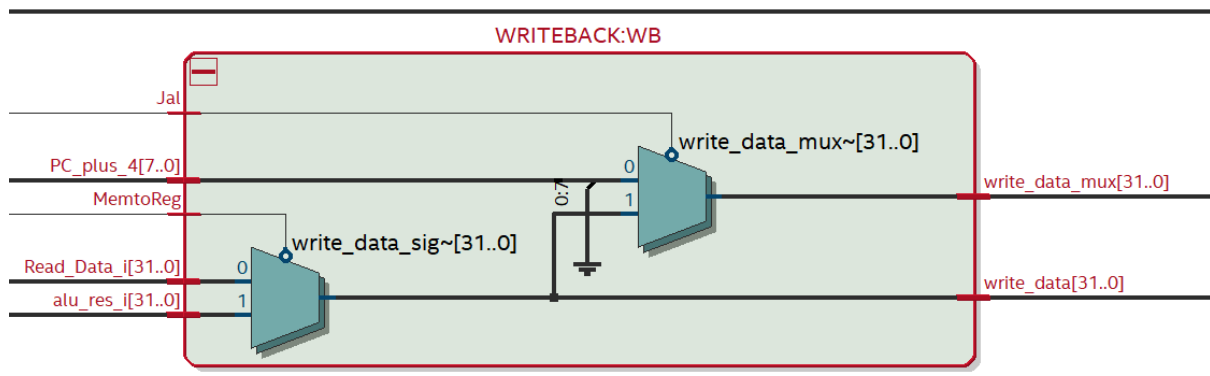 WRITEBACK:WB
Jal
write_data_mux~[31..0]
PC_plus_4[7..0]
0
0:7
write_data_mux[31..0]
MemtoReg
1
write_data_sig~[31..0]
Read_Data_i[31..0]
0
write_data[31..0]
alu_res_i[31..0]
1